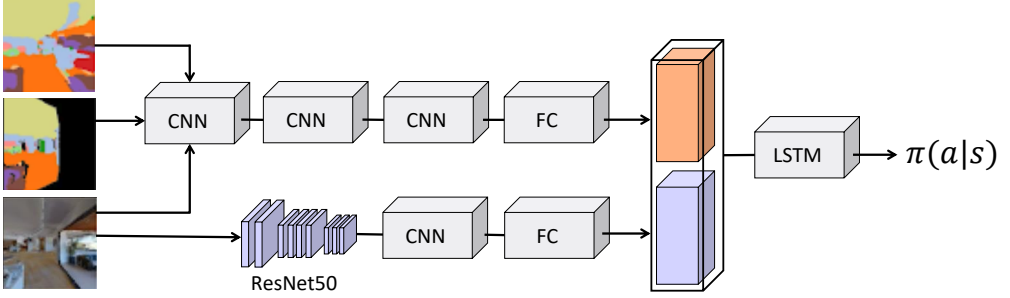 CNN
CNN
CNN
FC
LSTM
π(a|s)
CNN
FC
ResNet50